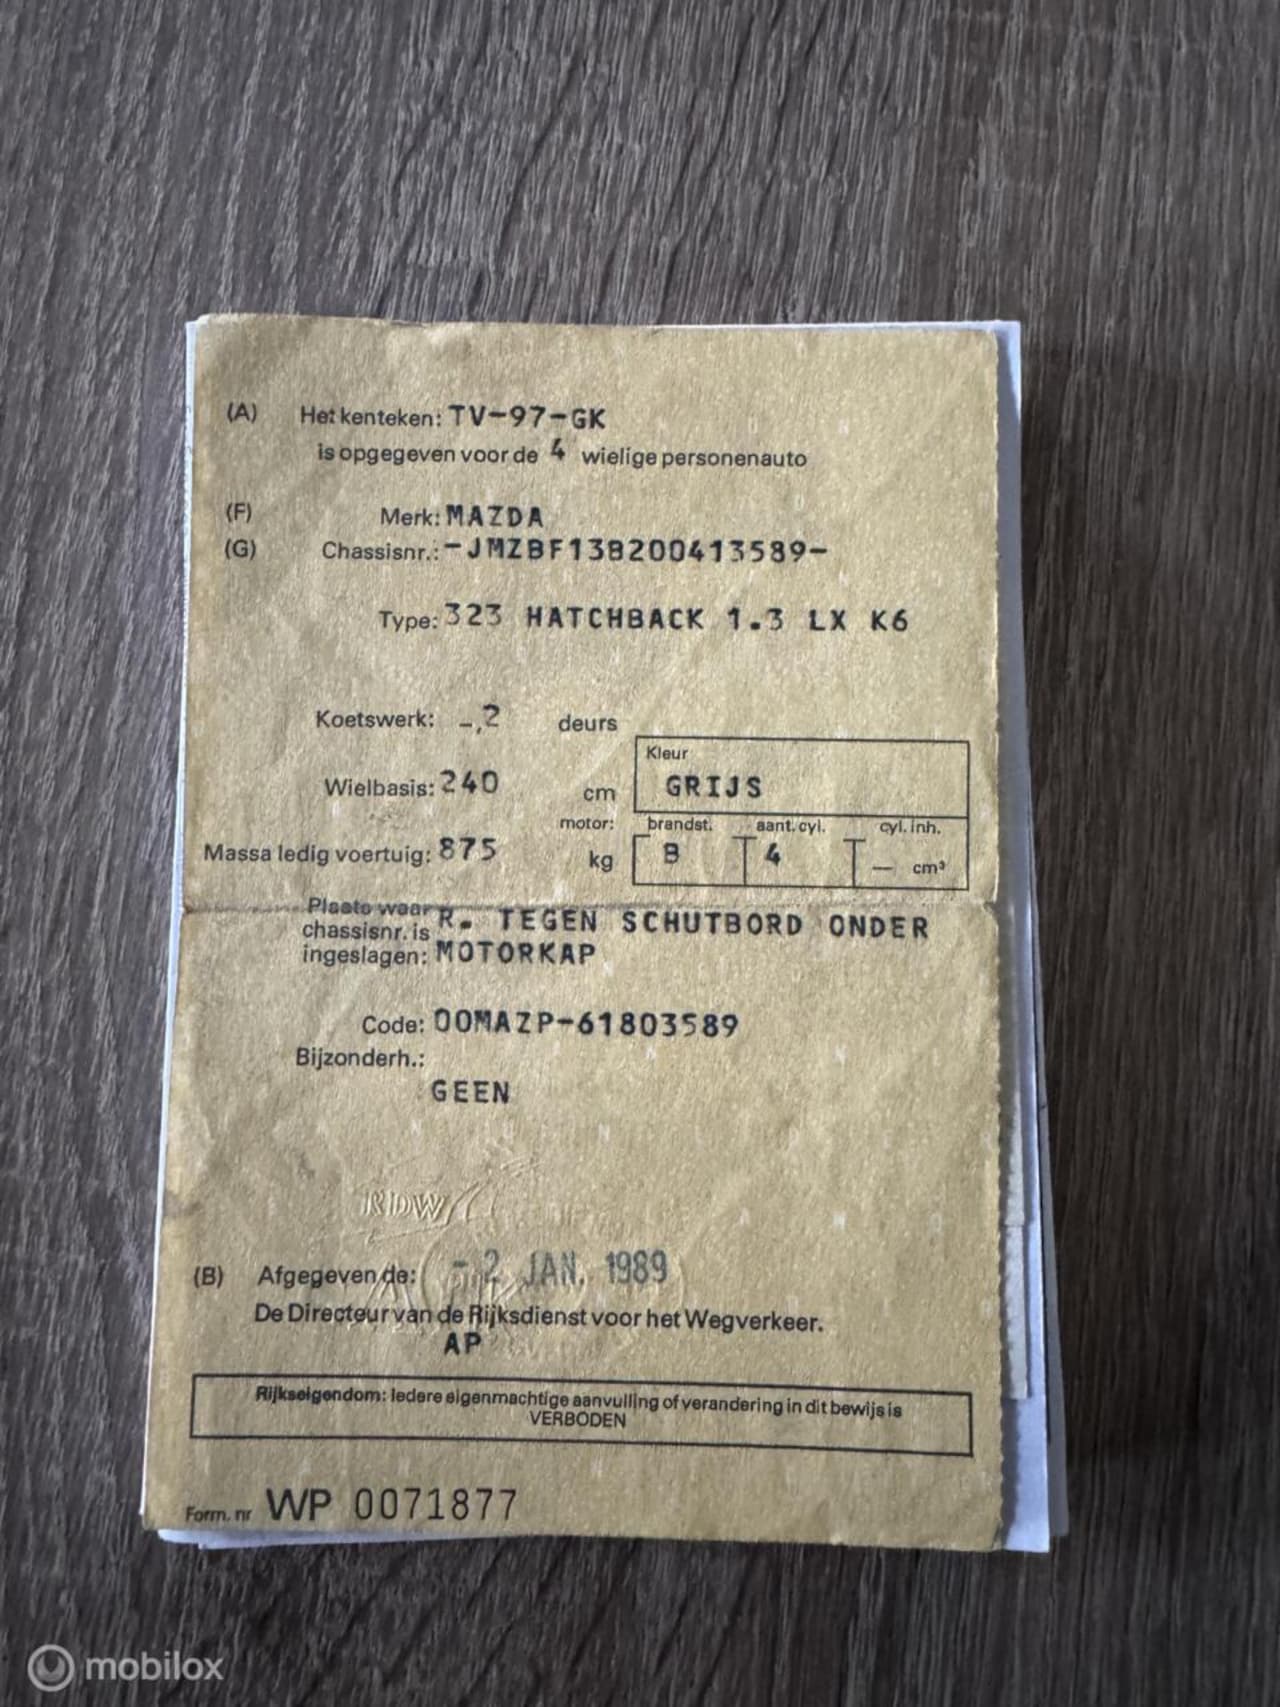 (A) Het kenteken: TV-97-GK
is opgegeven voor de 4 wielige personenauto
(F) Merk: MAZDA
(G) Chassisnr.: -JMZBF13B200413589-
Type: 323 HATCHBACK 1.3 LX K6
Koetswerk: -,2 deurs
Kleur
GRIJS
Wielbasis: 240 cm
motor: brandst. aant. cyl. cyl. inh.
Massa ledig voertuig: 875 kg B 4 — cm³
Plaats waar
chassisnr. is R. TEGEN SCHUTBORD ONDER
ingeslagen: MOTORKAP
Code: 00MAZP-61803589
Bijzonderh.:
GEEN
RDW
(B) Afgegeven de: - 2 JAN. 1989
De Directeur van de Rijksdienst voor het Wegverkeer.
AP
Rijkseigendom: Iedere eigenmachtige aanvulling of verandering in dit bewijs is
VERBODEN
Form. nr WP 0071877
mobilox